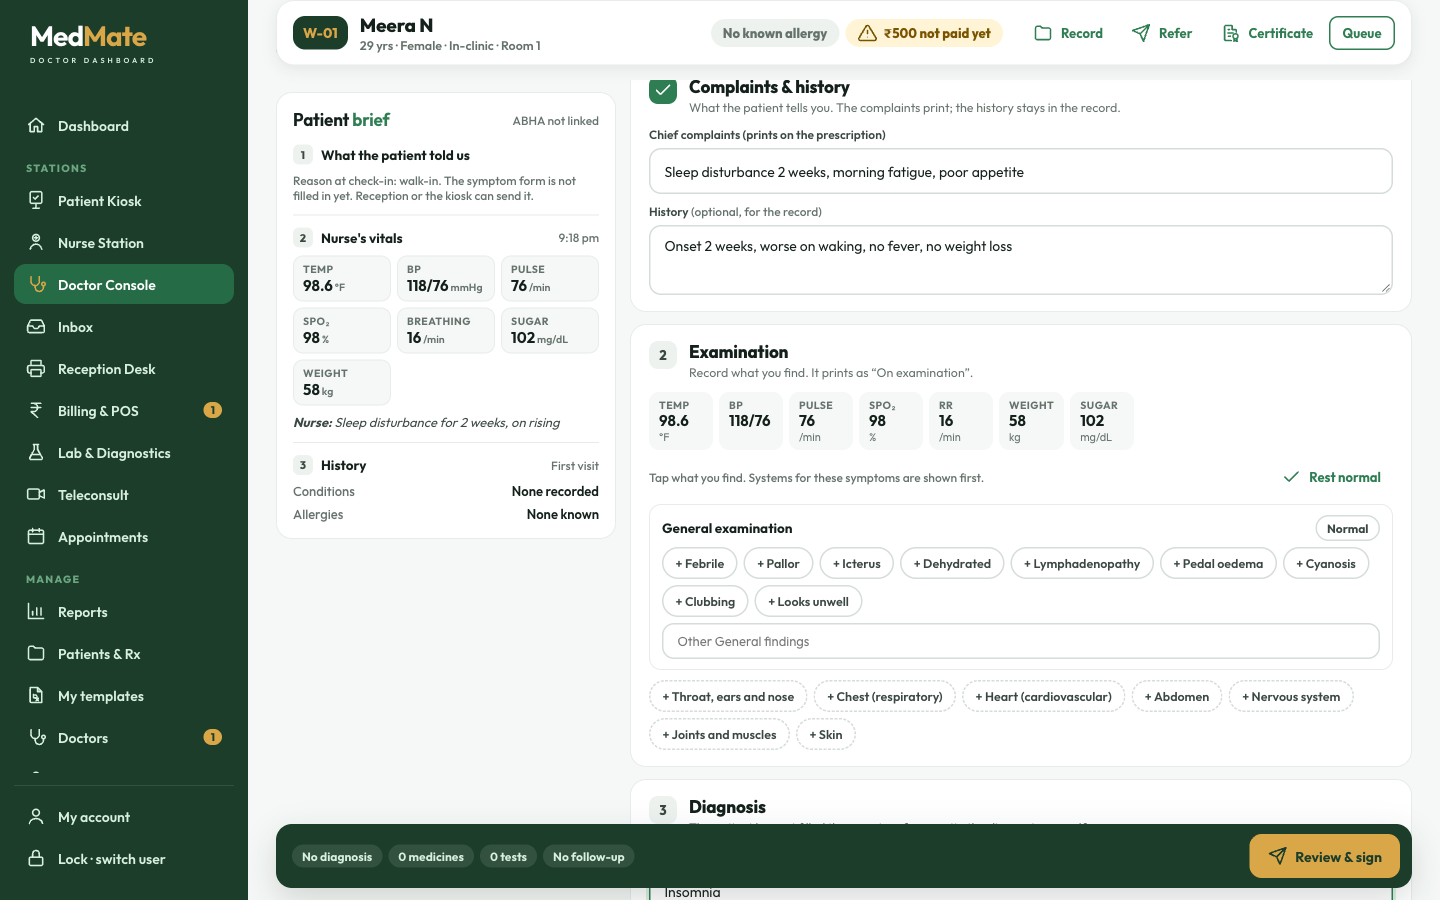 MedMate
DOCTOR DASHBOARD
Dashboard
STATIONS
Patient Kiosk
Nurse Station
Doctor Console
Inbox
Reception Desk
Billing & POS 1
Lab & Diagnostics
Teleconsult
Appointments
MANAGE
Reports
Patients & Rx
My templates
Doctors 1
My account
Lock · switch user
W-01
Meera N
29 yrs · Female · In-clinic · Room 1
No known allergy
₹500 not paid yet
Record
Refer
Certificate
Queue
Patient brief
ABHA not linked
1 What the patient told us
Reason at check-in: walk-in. The symptom form is not
filled in yet. Reception or the kiosk can send it.
2 Nurse's vitals 9:18 pm
TEMP
98.6 °F
BP
118/76 mmHg
PULSE
76 /min
SPO₂
98 %
BREATHING
16 /min
SUGAR
102 mg/dL
WEIGHT
58 kg
Nurse: Sleep disturbance for 2 weeks, on rising
3 History First visit
Conditions None recorded
Allergies None known
Complaints & history
What the patient tells you. The complaints print; the history stays in the record.
Chief complaints (prints on the prescription)
Sleep disturbance 2 weeks, morning fatigue, poor appetite
History (optional, for the record)
Onset 2 weeks, worse on waking, no fever, no weight loss
2 Examination
Record what you find. It prints as “On examination”.
TEMP
98.6
°F
BP
118/76
PULSE
76
/min
SPO₂
98
%
RR
16
/min
WEIGHT
58
kg
SUGAR
102
mg/dL
Tap what you find. Systems for these symptoms are shown first.
Rest normal
General examination
Normal
+ Febrile + Pallor + Icterus + Dehydrated + Lymphadenopathy + Pedal oedema + Cyanosis
+ Clubbing + Looks unwell
Other General findings
+ Throat, ears and nose + Chest (respiratory) + Heart (cardiovascular) + Abdomen + Nervous system
+ Joints and muscles + Skin
3 Diagnosis
No diagnosis 0 medicines 0 tests No follow-up
Review & sign
Insomnia